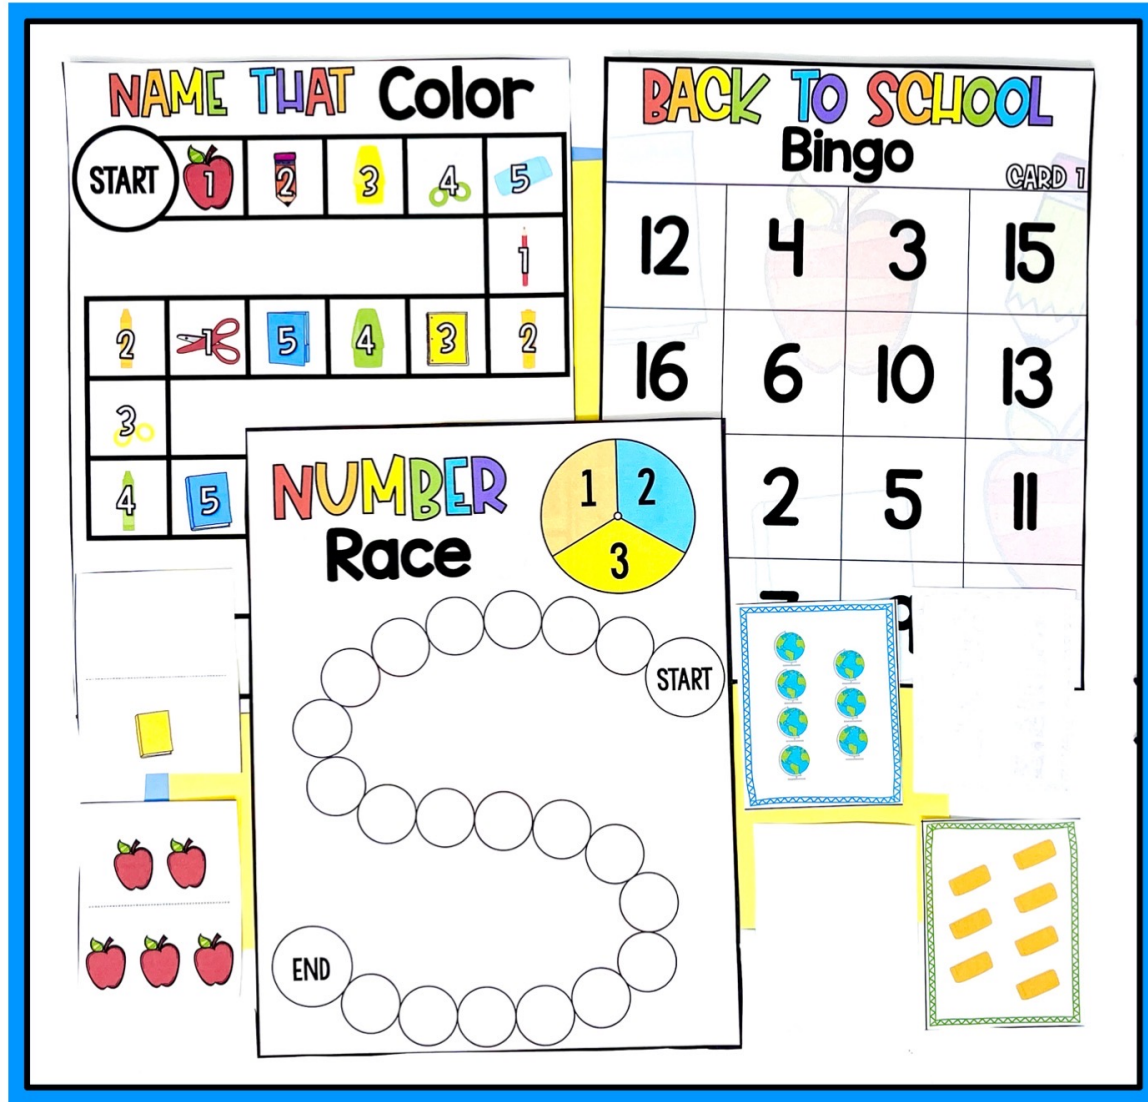 NAME THAT Color
START 1 2 3 4 5
1
2 1 5 4 3 2
3
4 5
BACK TO SCHOOL
Bingo
CARD 1
12 4 3 15
16 6 10 13
2 5 11
NUMBER
Race
1 2
3
START
END